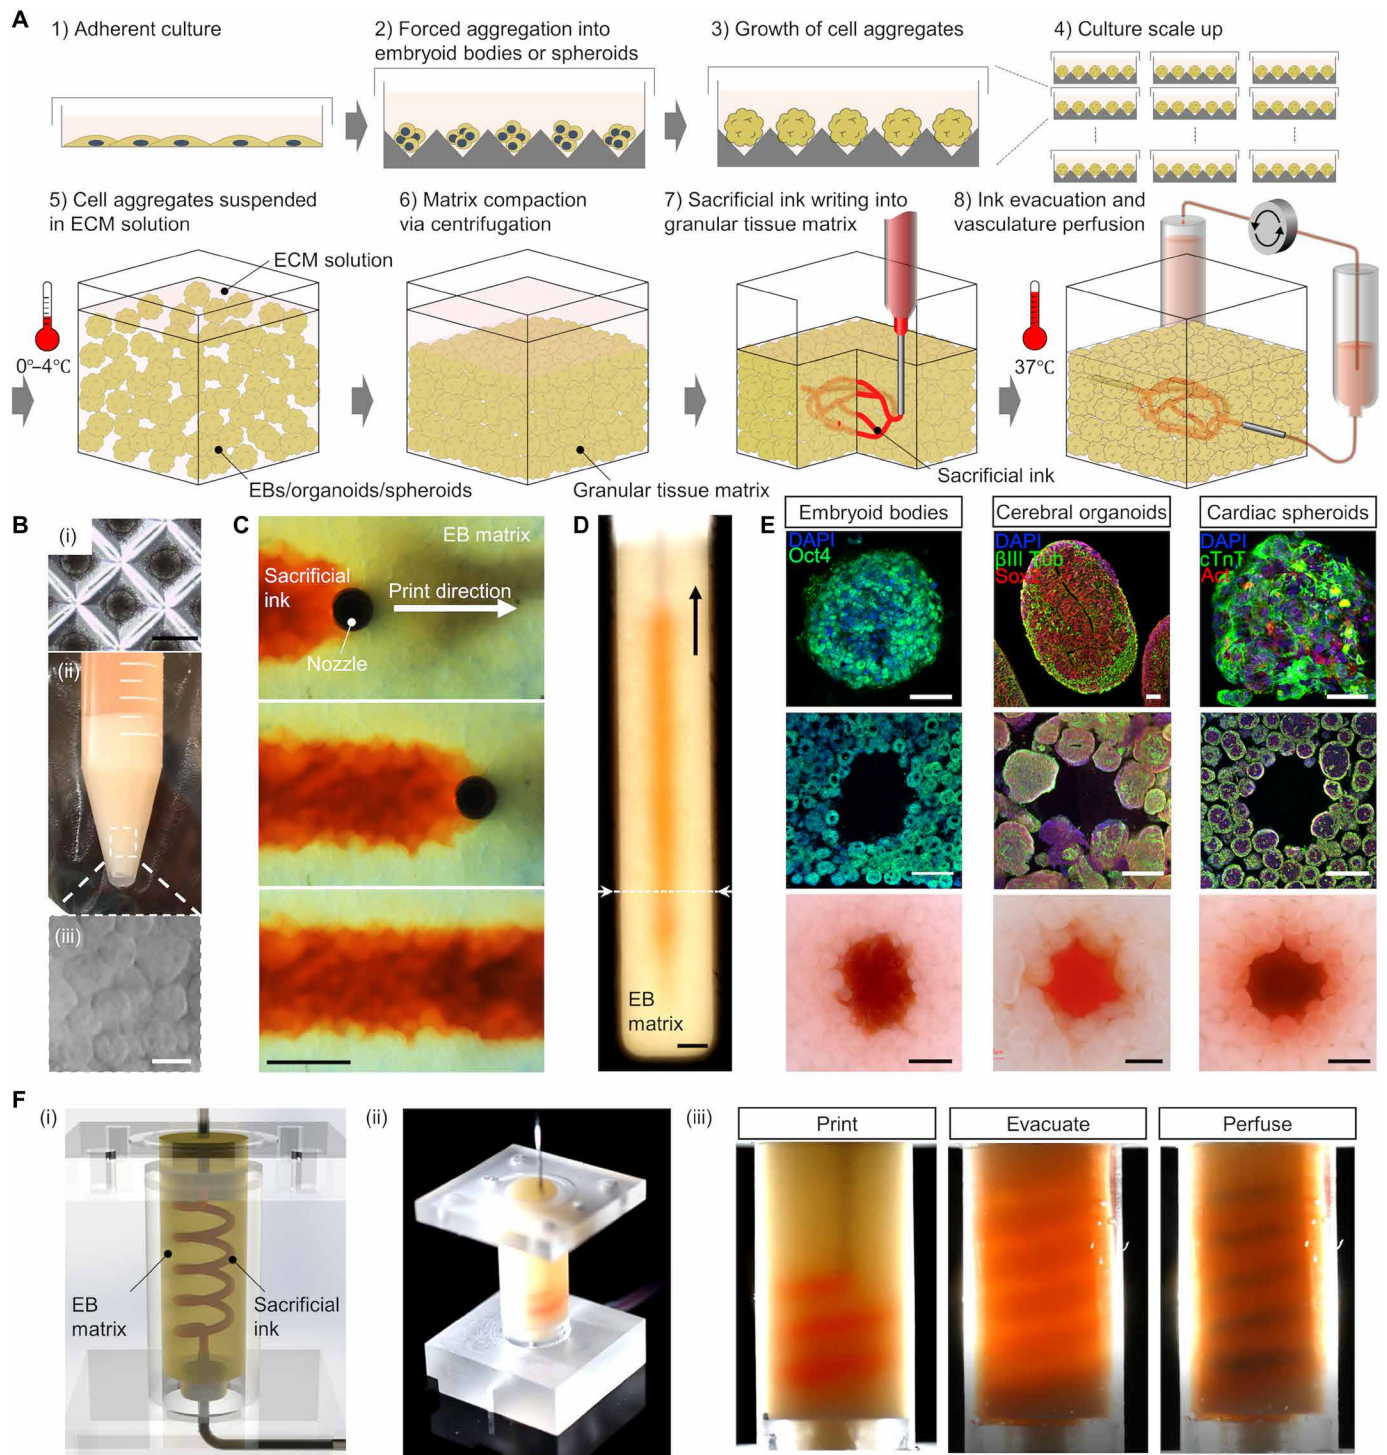 A
1) Adherent culture
2) Forced aggregation into
embryoid bodies or spheroids
3) Growth of cell aggregates
4) Culture scale up
5) Cell aggregates suspended
in ECM solution
6) Matrix compaction
via centrifugation
7) Sacrificial ink writing into
granular tissue matrix
8) Ink evacuation and
vasculature perfusion
ECM solution
0°–4°C
37°C
EBs/organoids/spheroids
Granular tissue matrix
Sacrificial ink
B
(i)
(ii)
(iii)
C
EB matrix
Sacrificial
ink
Print direction
Nozzle
D
EB
matrix
E
Embryoid bodies
Cerebral organoids
Cardiac spheroids
DAPI
Oct4
DAPI
βIII Tub
Sox2
DAPI
cTnT
Act
F
(i)
EB
matrix
Sacrificial
ink
(ii)
(iii)
Print
Evacuate
Perfuse